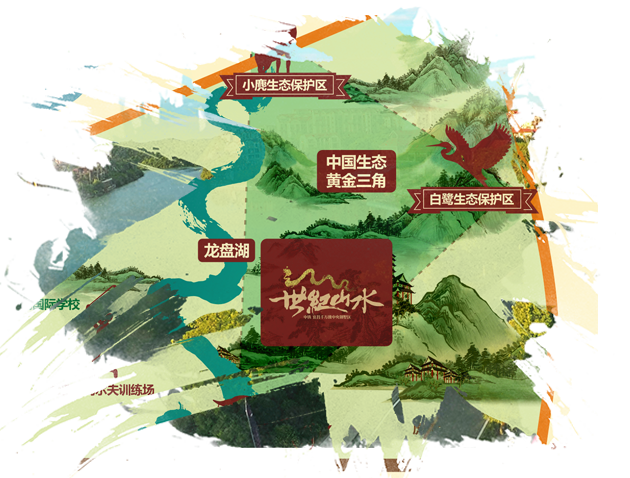 小鹿生态保护区
中国生态
黄金三角
白鹭生态保护区
龙盘湖
世纪山水
国际学校
尔夫训练场